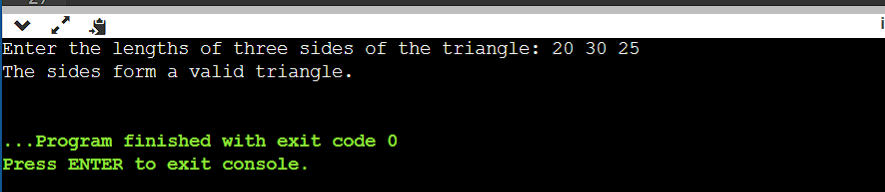 Enter the lengths of three sides of the triangle: 20 30 25
The sides form a valid triangle.
...Program finished with exit code 0
Press ENTER to exit console.